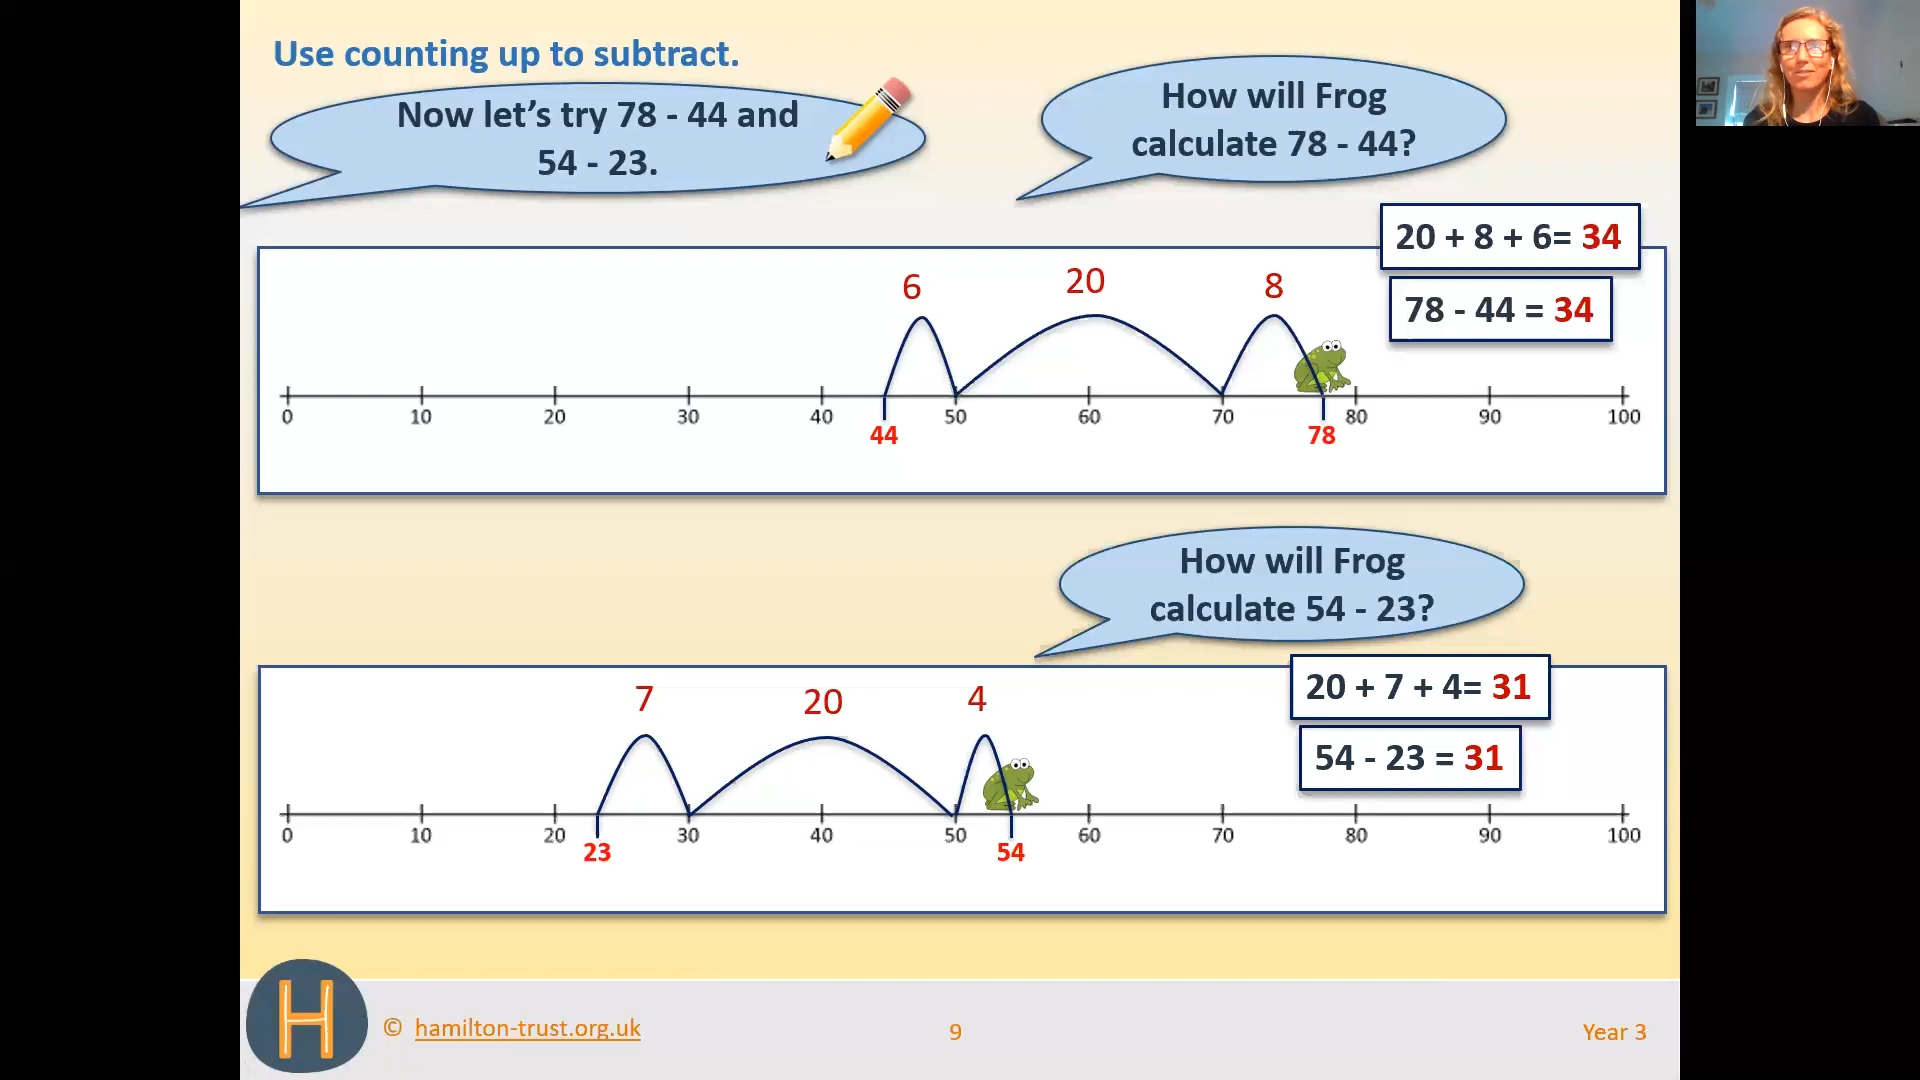 Use counting up to subtract.
Now let's try 78 - 44 and
54 - 23.
How will Frog
calculate 78 - 44?
20 + 8 + 6= 34
78 - 44 = 34
6 20 8
0 10 20 30 40 50 60 70 80 90 100
44 78
How will Frog
calculate 54 - 23?
20 + 7 + 4= 31
54 - 23 = 31
7 20 4
0 10 20 30 40 50 60 70 80 90 100
23 54
H
© hamilton-trust.org.uk
9
Year 3